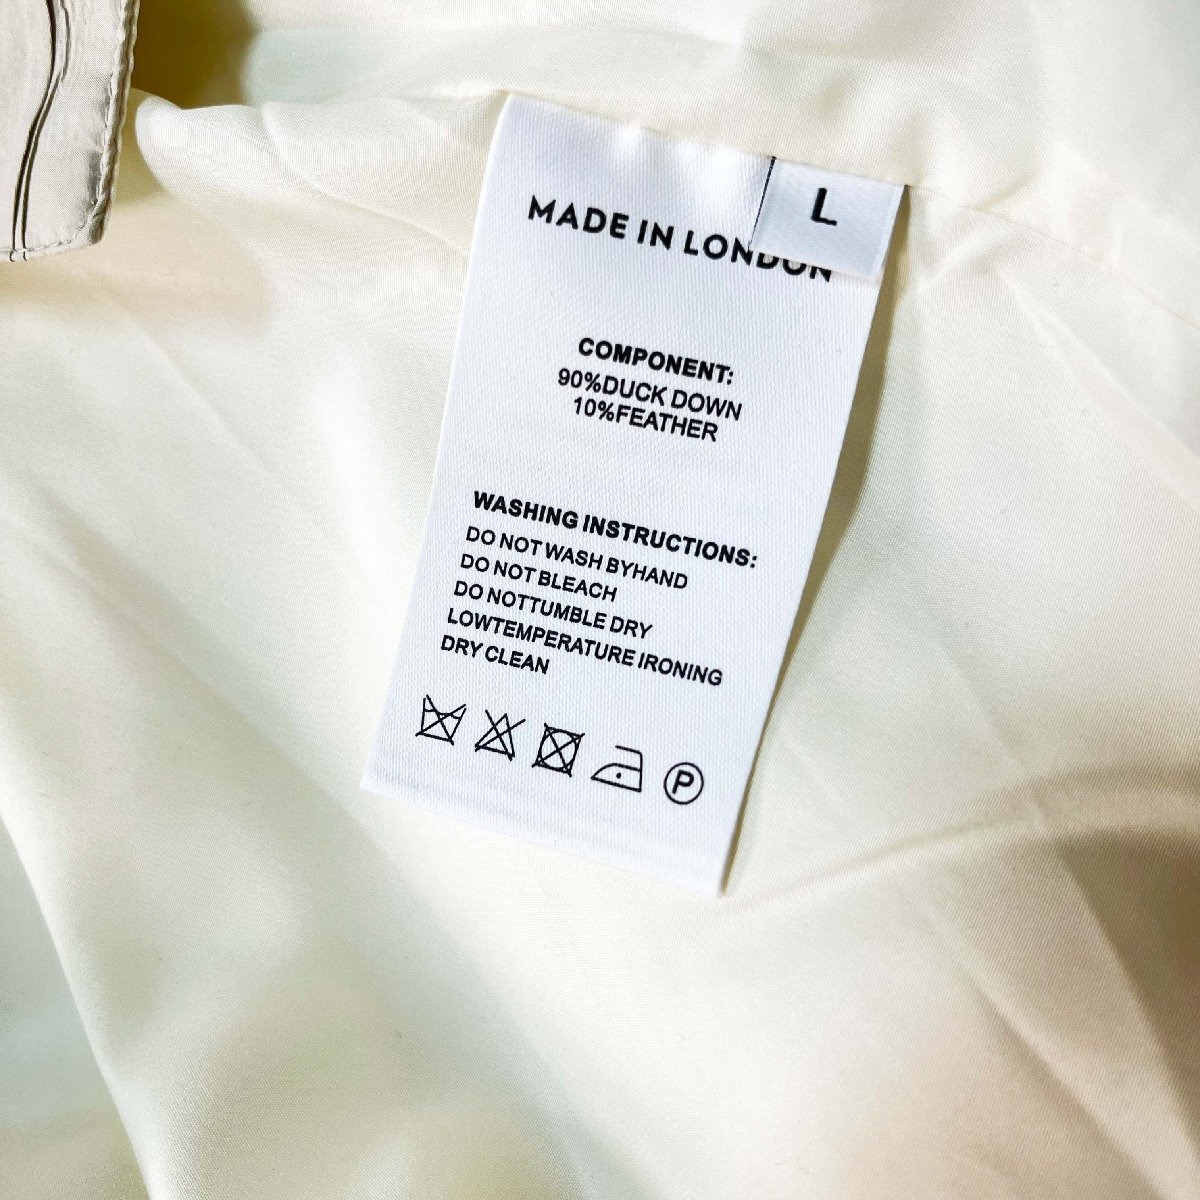 L
MADE IN LONDON
COMPONENT:
90%DUCK DOWN
10%FEATHER
WASHING INSTRUCTIONS:
DO NOT WASH BYHAND
DO NOT BLEACH
DO NOTTUMBLE DRY
LOWTEMPERATURE IRONING
DRY CLEAN
P